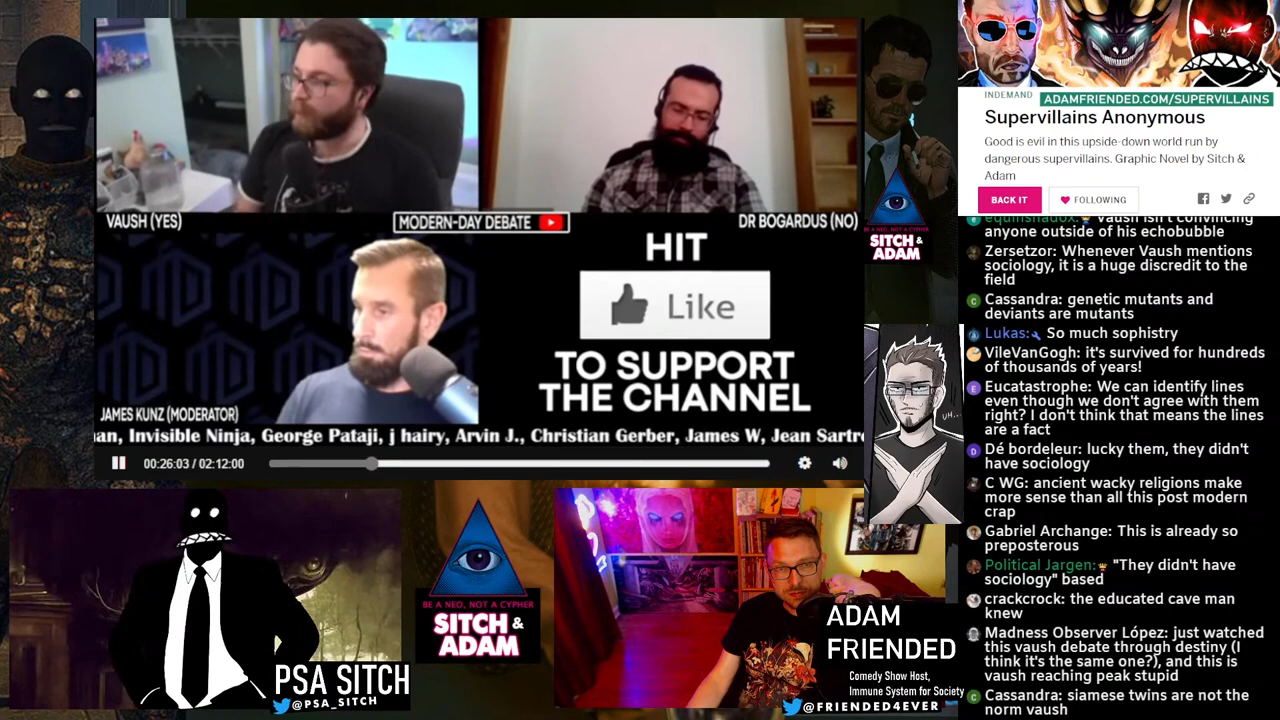 VAUSH (YES)
MODERN-DAY DEBATE
DR BOGARDUS (NO)
HIT
Like
TO SUPPORT
THE CHANNEL
JAMES KUNZ (MODERATOR)
Invisible Ninja, George Pataji, j hairy, Arvin J., Christian Gerber, James W, Jean Sartre
00:26:03 / 02:12:00
BE A NEO, NOT A CYPHER
SITCH &
ADAM
UH...
PSA SITCH
@PSA_SITCH
BE A NEO, NOT A CYPHER
SITCH &
ADAM
ADAM
FRIENDED
Comedy Show Host,
Immune System for Society
@FRIENDED4EVER
INDEMAND
ADAMFRIENDED.COM/SUPERVILLAINS
Supervillains Anonymous
Good is evil in this upside-down world run by
dangerous supervillains. Graphic Novel by Sitch &
Adam
BACK IT
FOLLOWING
vaush isn't convincing
anyone outside of his echobubble
Zersetzor: Whenever Vaush mentions
sociology, it is a huge discredit to the
field
C Cassandra: genetic mutants and
deviants are mutants
Lukas: So much sophistry
VileVanGogh: it's survived for hundreds
of thousands of years!
E Eucatastrophe: We can identify lines
even though we don't agree with them
right? I don't think that means the lines
are a fact
D Dé bordeleur: lucky them, they didn't
have sociology
C WG: ancient wacky religions make
more sense than all this post modern
crap
Gabriel Archange: This is already so
preposterous
Political Jargen: "They didn't have
sociology" based
crackcrock: the educated cave man
knew
Madness Observer López: just watched
this vaush debate through destiny (I
think it's the same one?), and this is
vaush reaching peak stupid
C Cassandra: siamese twins are not the
norm vaush